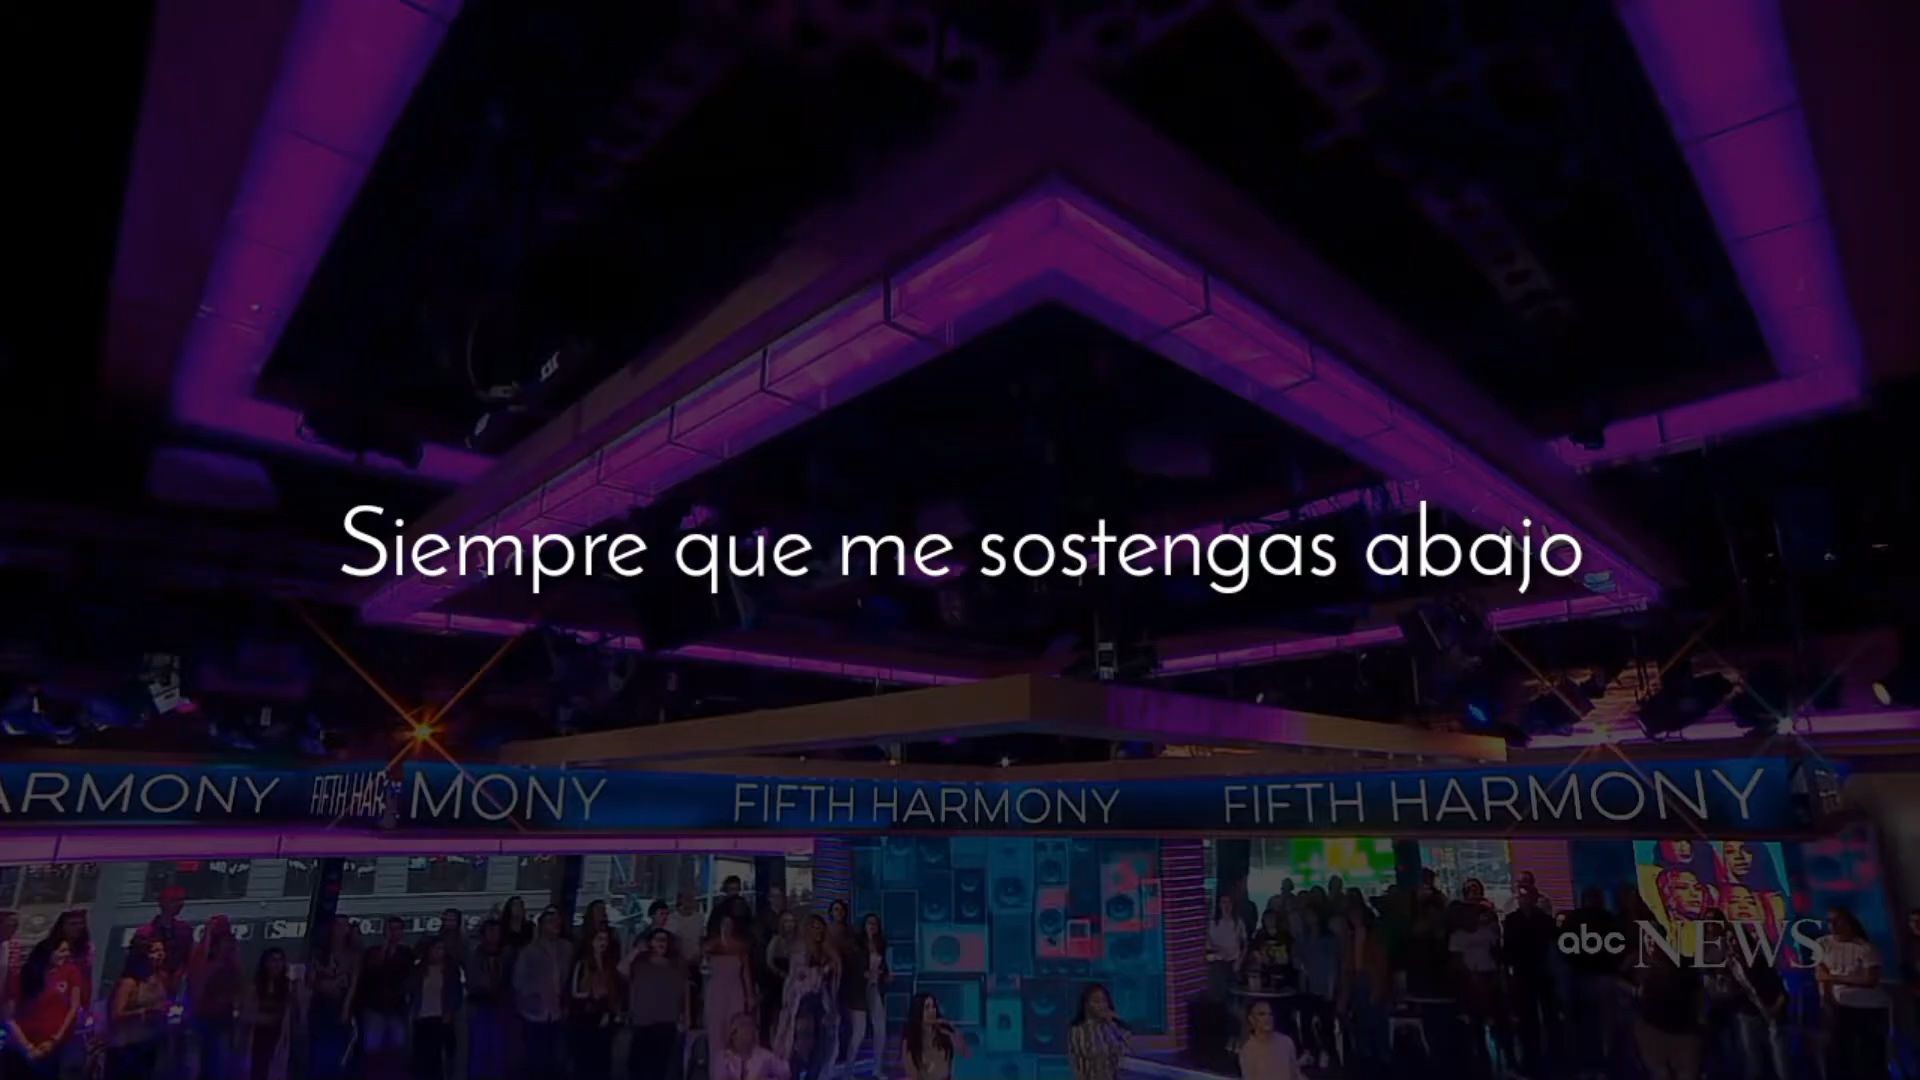 Siempre que me sostengas abajo
ARMONY FIFTH HAR MONY FIFTH HARMONY FIFTH HARMONY
abc NEWS